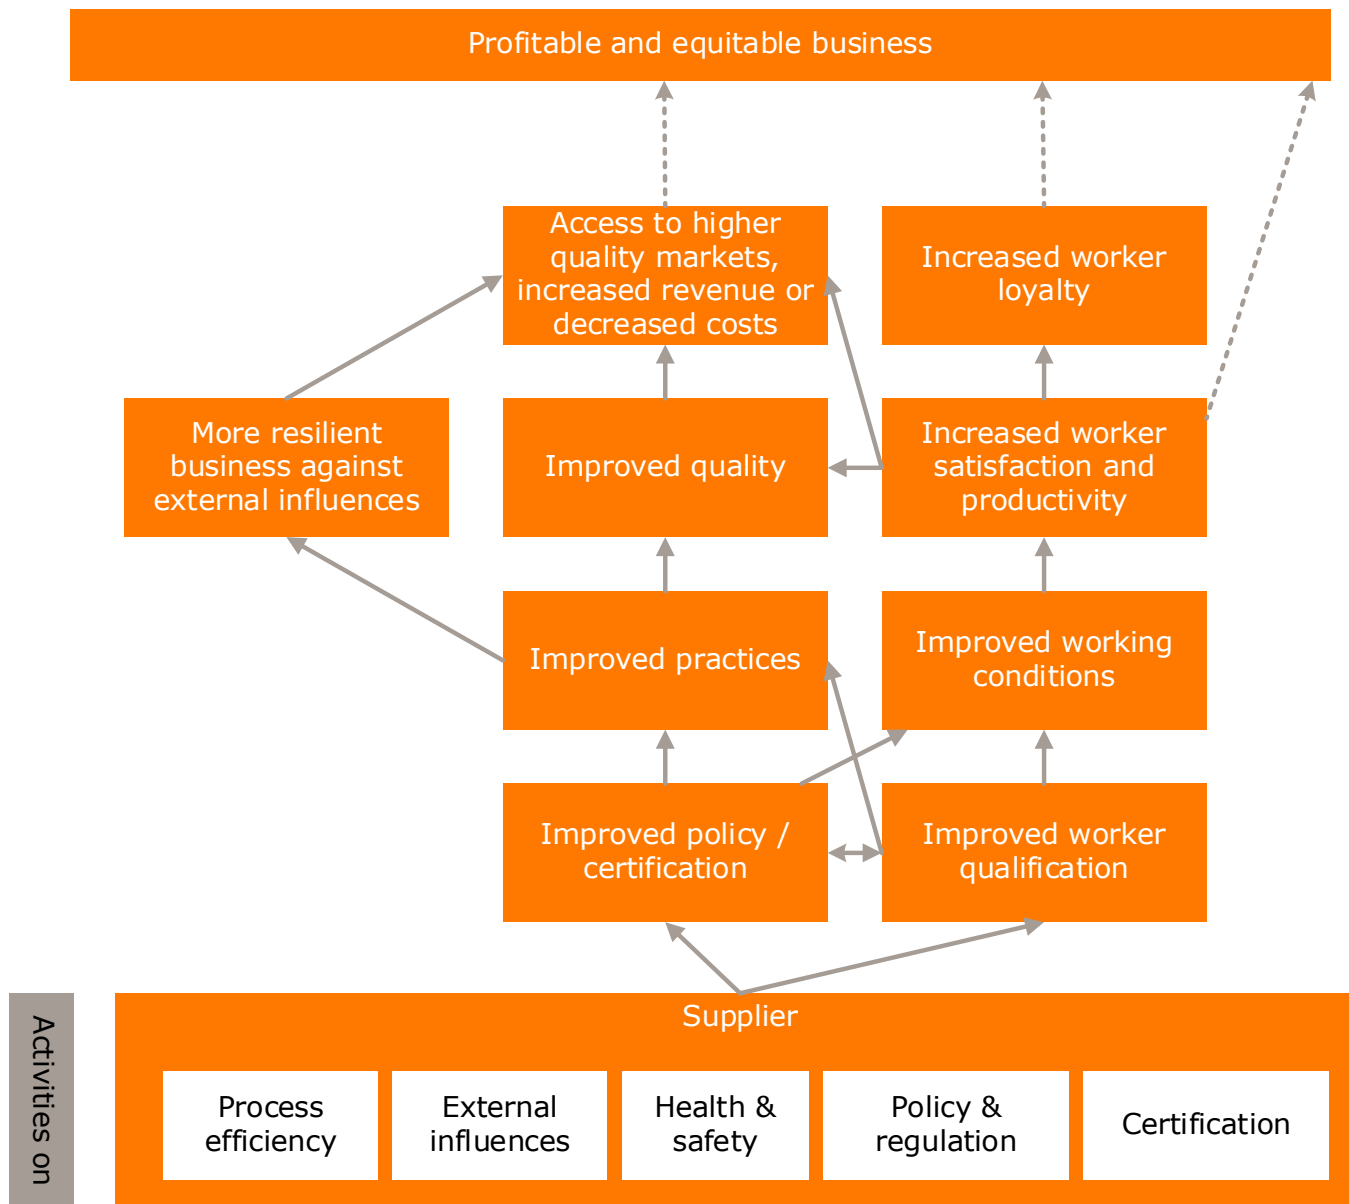 Profitable and equitable business
Access to higher
quality markets,
increased revenue or
decreased costs
Increased worker
loyalty
More resilient
business against
external influences
Improved quality
Increased worker
satisfaction and
productivity
Improved practices
Improved working
conditions
Improved policy /
certification
Improved worker
qualification
Activities on
Supplier
Process
efficiency
External
influences
Health &
safety
Policy &
regulation
Certification